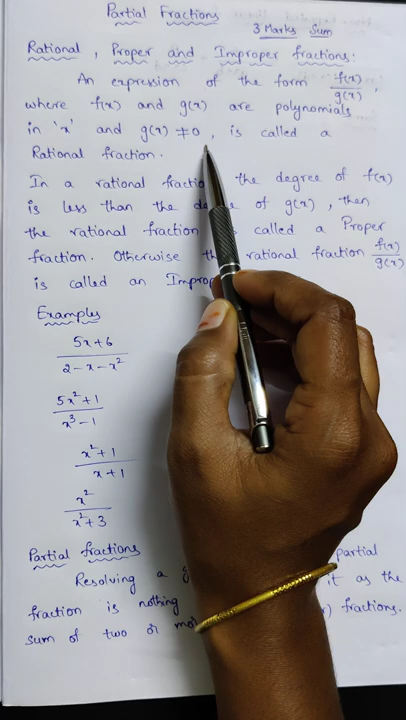 Partial Fractions
3 Marks Sum
Rational, Proper and Improper fractions:
An expression of the form f(x)/g(x),
where f(x) and g(x) are polynomials
in 'x' and g(x) ≠ 0, is called a
Rational fraction.
In a rational the degree of f(x)
is less than the of g(x), then
the rational fraction called a Proper
fraction. Otherwise rational fraction f(x)/g(x)
is called an
Examples
5x+6 / 2-x-x²
5x²+1 / x³-1
x²+1 / x+1
x² / x²+3
Partial fractions
Resolving a partial
fraction is nothing it as the
sum of two or fractions.